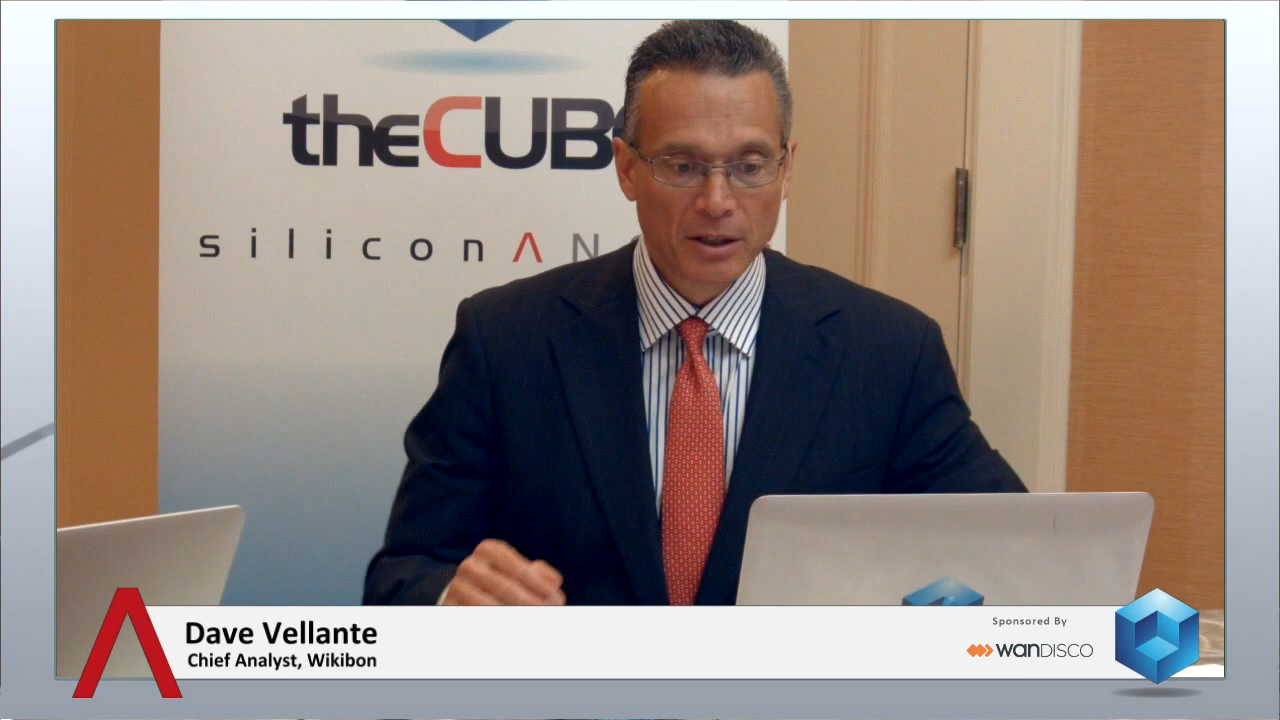 theCUB
siliconAN
Dave Vellante
Chief Analyst, Wikibon
Sponsored By
WANDISCO